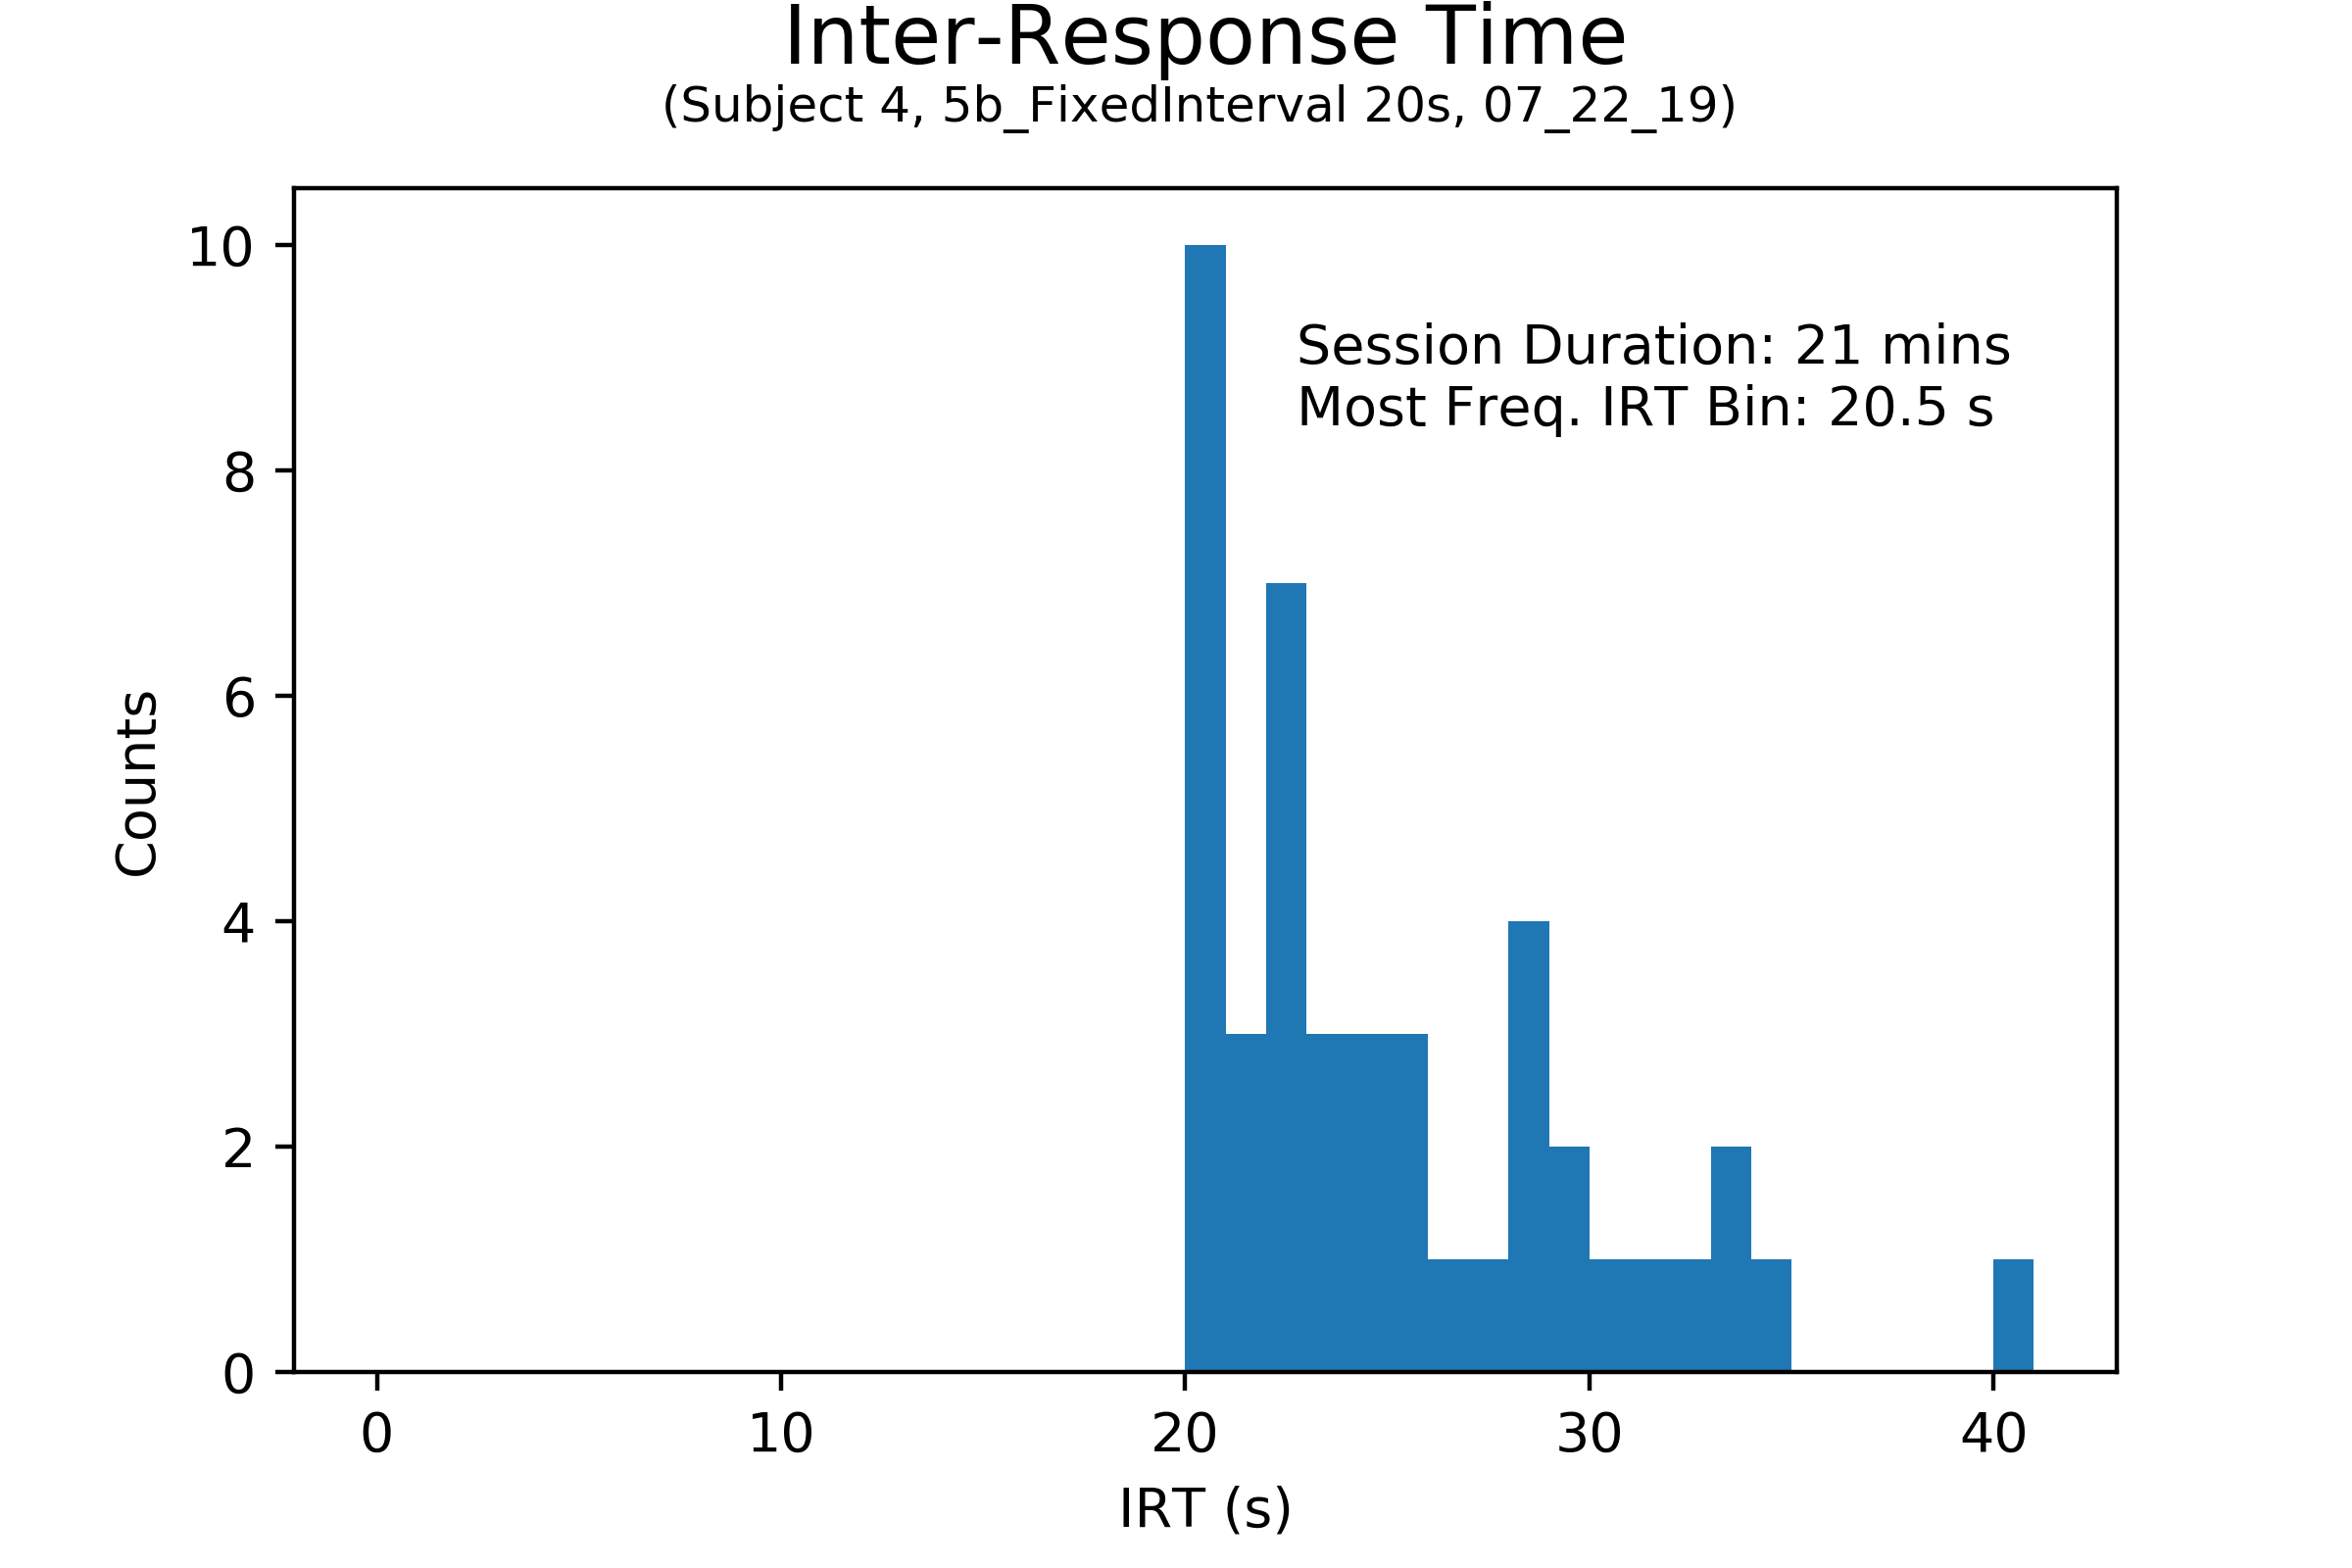 Inter-Response Time
(Subject 4, 5b_FixedInterval 20s, 07_22_19)
10
8
6
4
2
0
Counts
Session Duration: 21 mins
Most Freq. IRT Bin: 20.5 s
0 10 20 30 40
IRT (s)